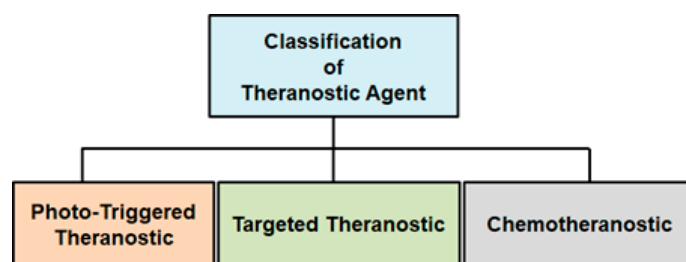 Classification
of
Theranostic Agent
Photo-Triggered
Theranostic
Targeted Theranostic
Chemotheranostic